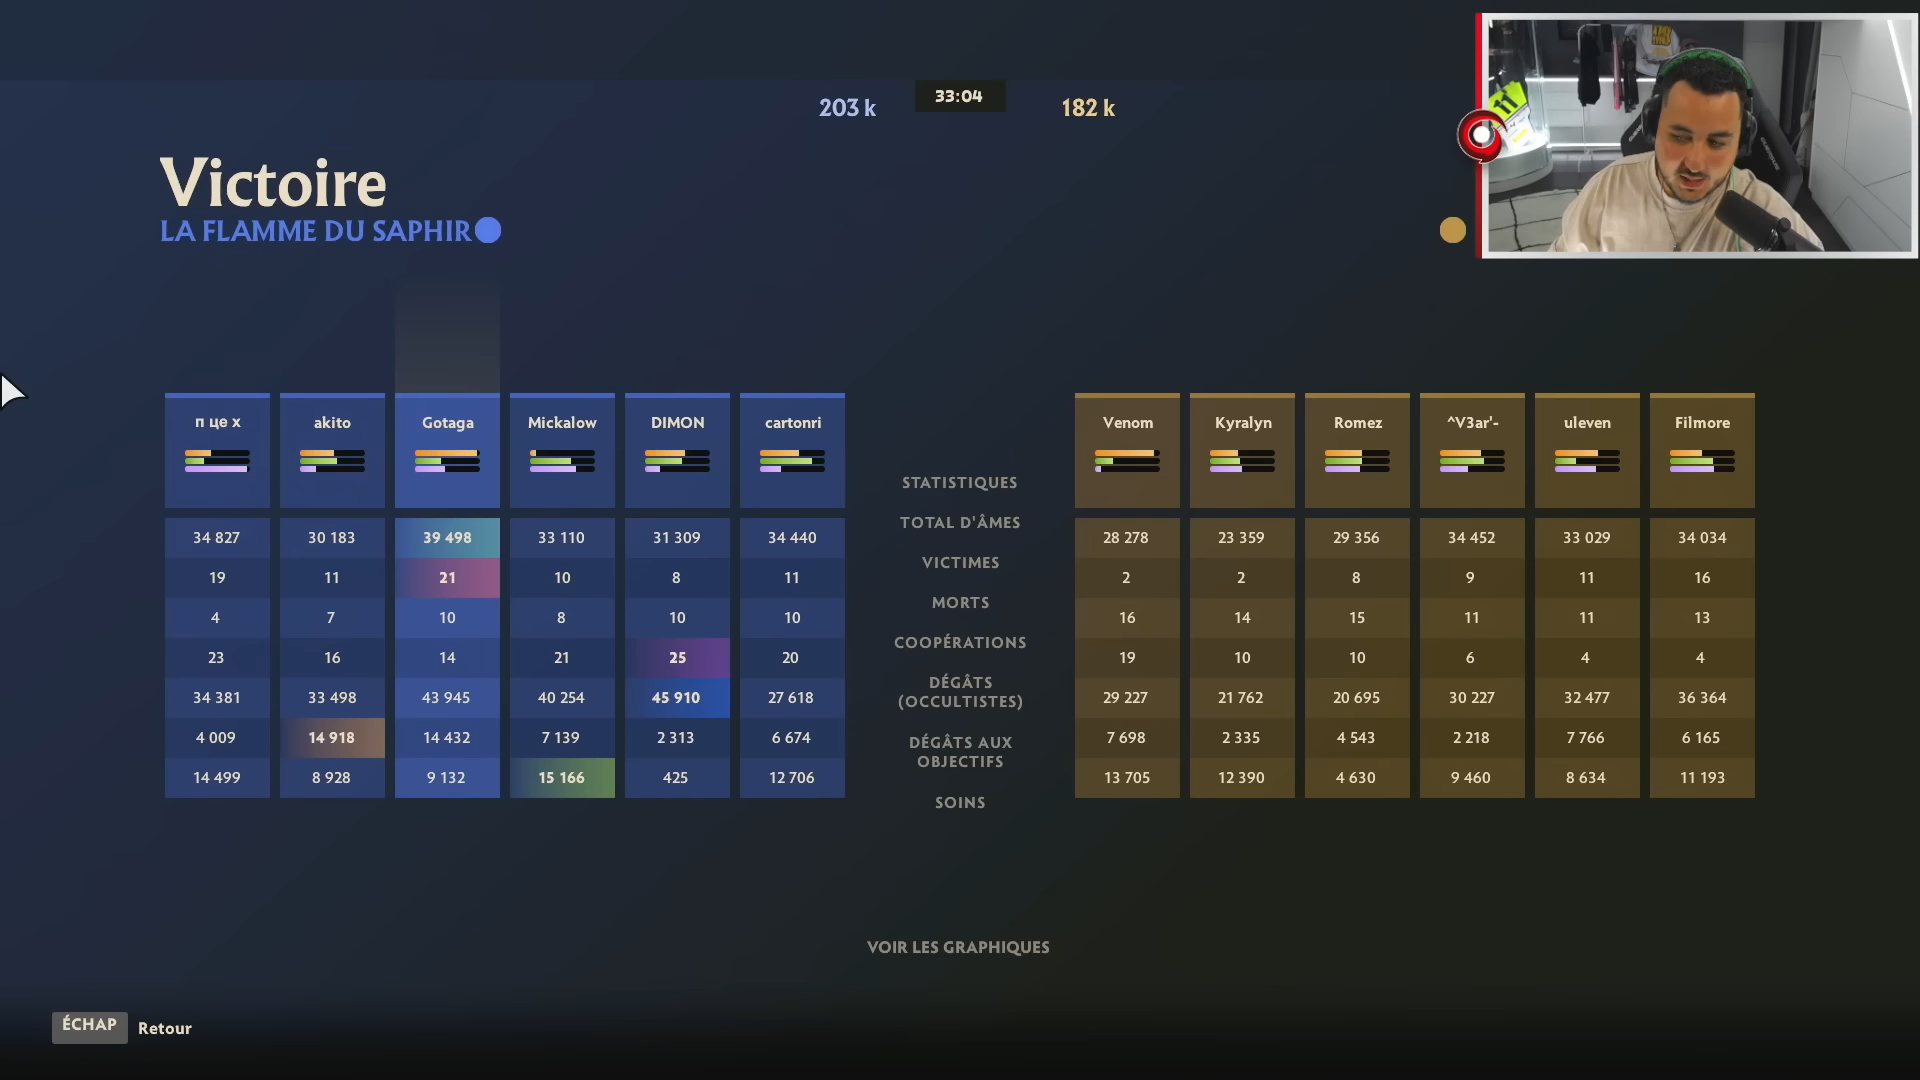 203 k 33:04 182 k
Victoire
LA FLAMME DU SAPHIR
11
п це х akito Gotaga Mickalow DIMON cartonri Venom Kyralyn Romez ^V3ar'- uleven Filmore
STATISTIQUES
34 827 30 183 39 498 33 110 31 309 34 440 TOTAL D'ÂMES 28 278 23 359 29 356 34 452 33 029 34 034
19 11 21 10 8 11 VICTIMES 2 2 8 9 11 16
4 7 10 8 10 10 MORTS 16 14 15 11 11 13
23 16 14 21 25 20 COOPÉRATIONS 19 10 10 6 4 4
34 381 33 498 43 945 40 254 45 910 27 618 DÉGÂTS
(OCCULTISTES) 29 227 21 762 20 695 30 227 32 477 36 364
4 009 14 918 14 432 7 139 2 313 6 674 DÉGÂTS AUX
OBJECTIFS 7 698 2 335 4 543 2 218 7 766 6 165
14 499 8 928 9 132 15 166 425 12 706 SOINS 13 705 12 390 4 630 9 460 8 634 11 193
VOIR LES GRAPHIQUES
ÉCHAP Retour